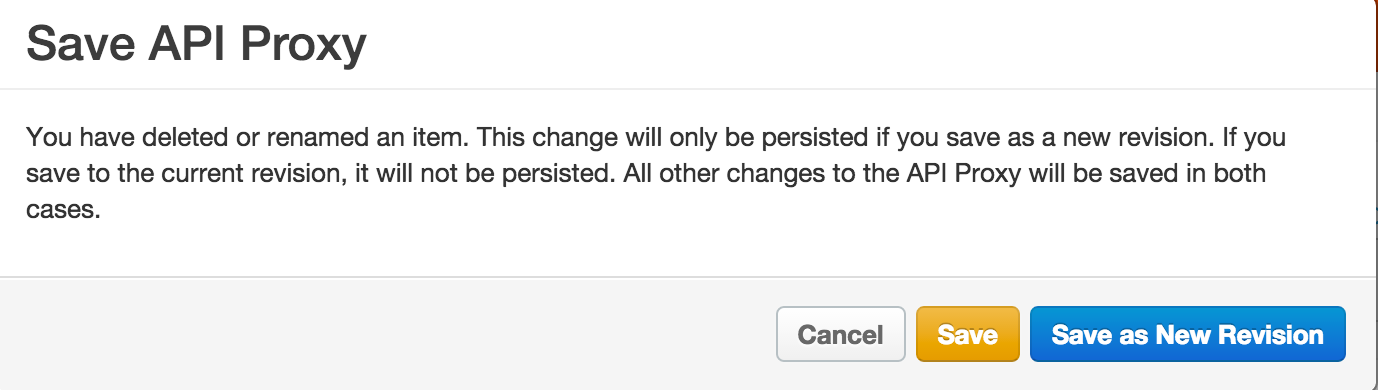 Save API Proxy
You have deleted or renamed an item. This change will only be persisted if you save as a new revision. If you
save to the current revision, it will not be persisted. All other changes to the API Proxy will be saved in both
cases.
Cancel
Save
Save as New Revision